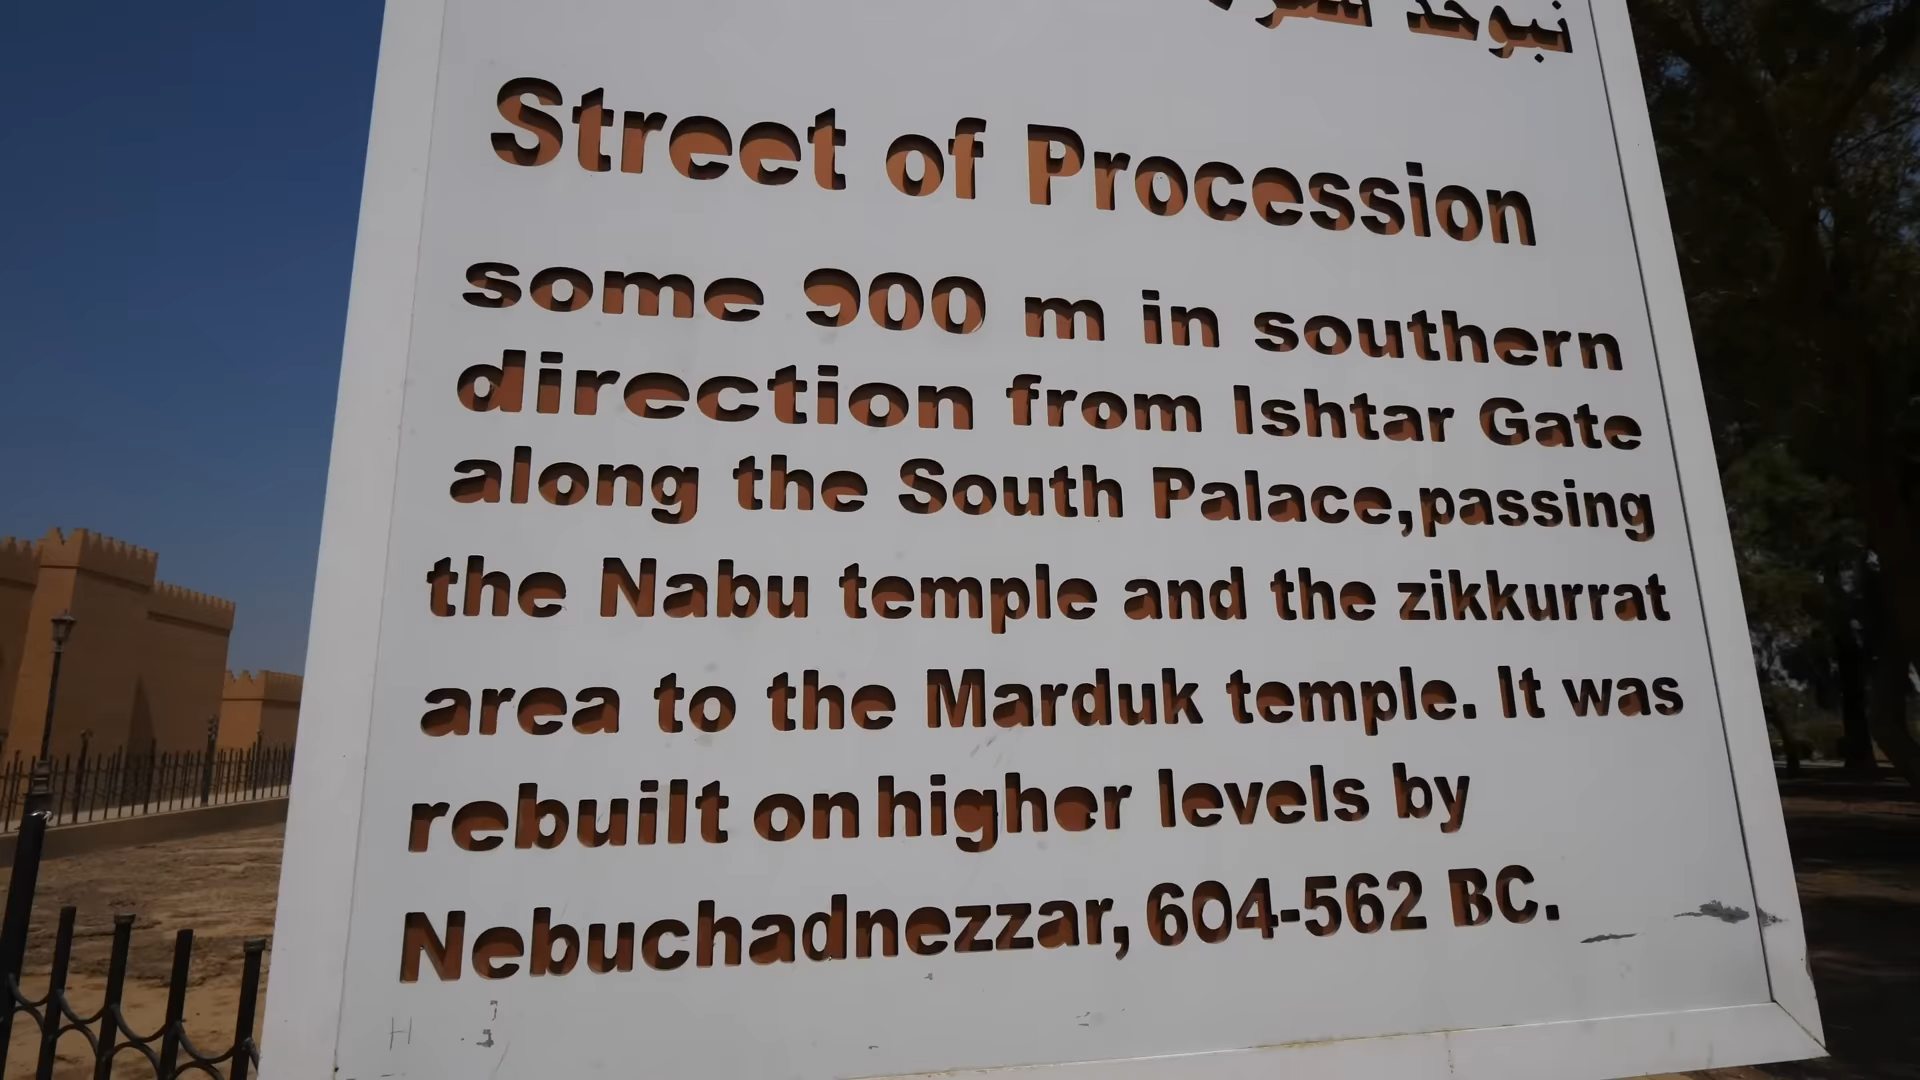 Street of Procession
some 900 m in southern
direction from Ishtar Gate
along the South Palace,passing
the Nabu temple and the zikkurrat
area to the Marduk temple. It was
rebuilt on higher levels by
Nebuchadnezzar, 604-562 BC.